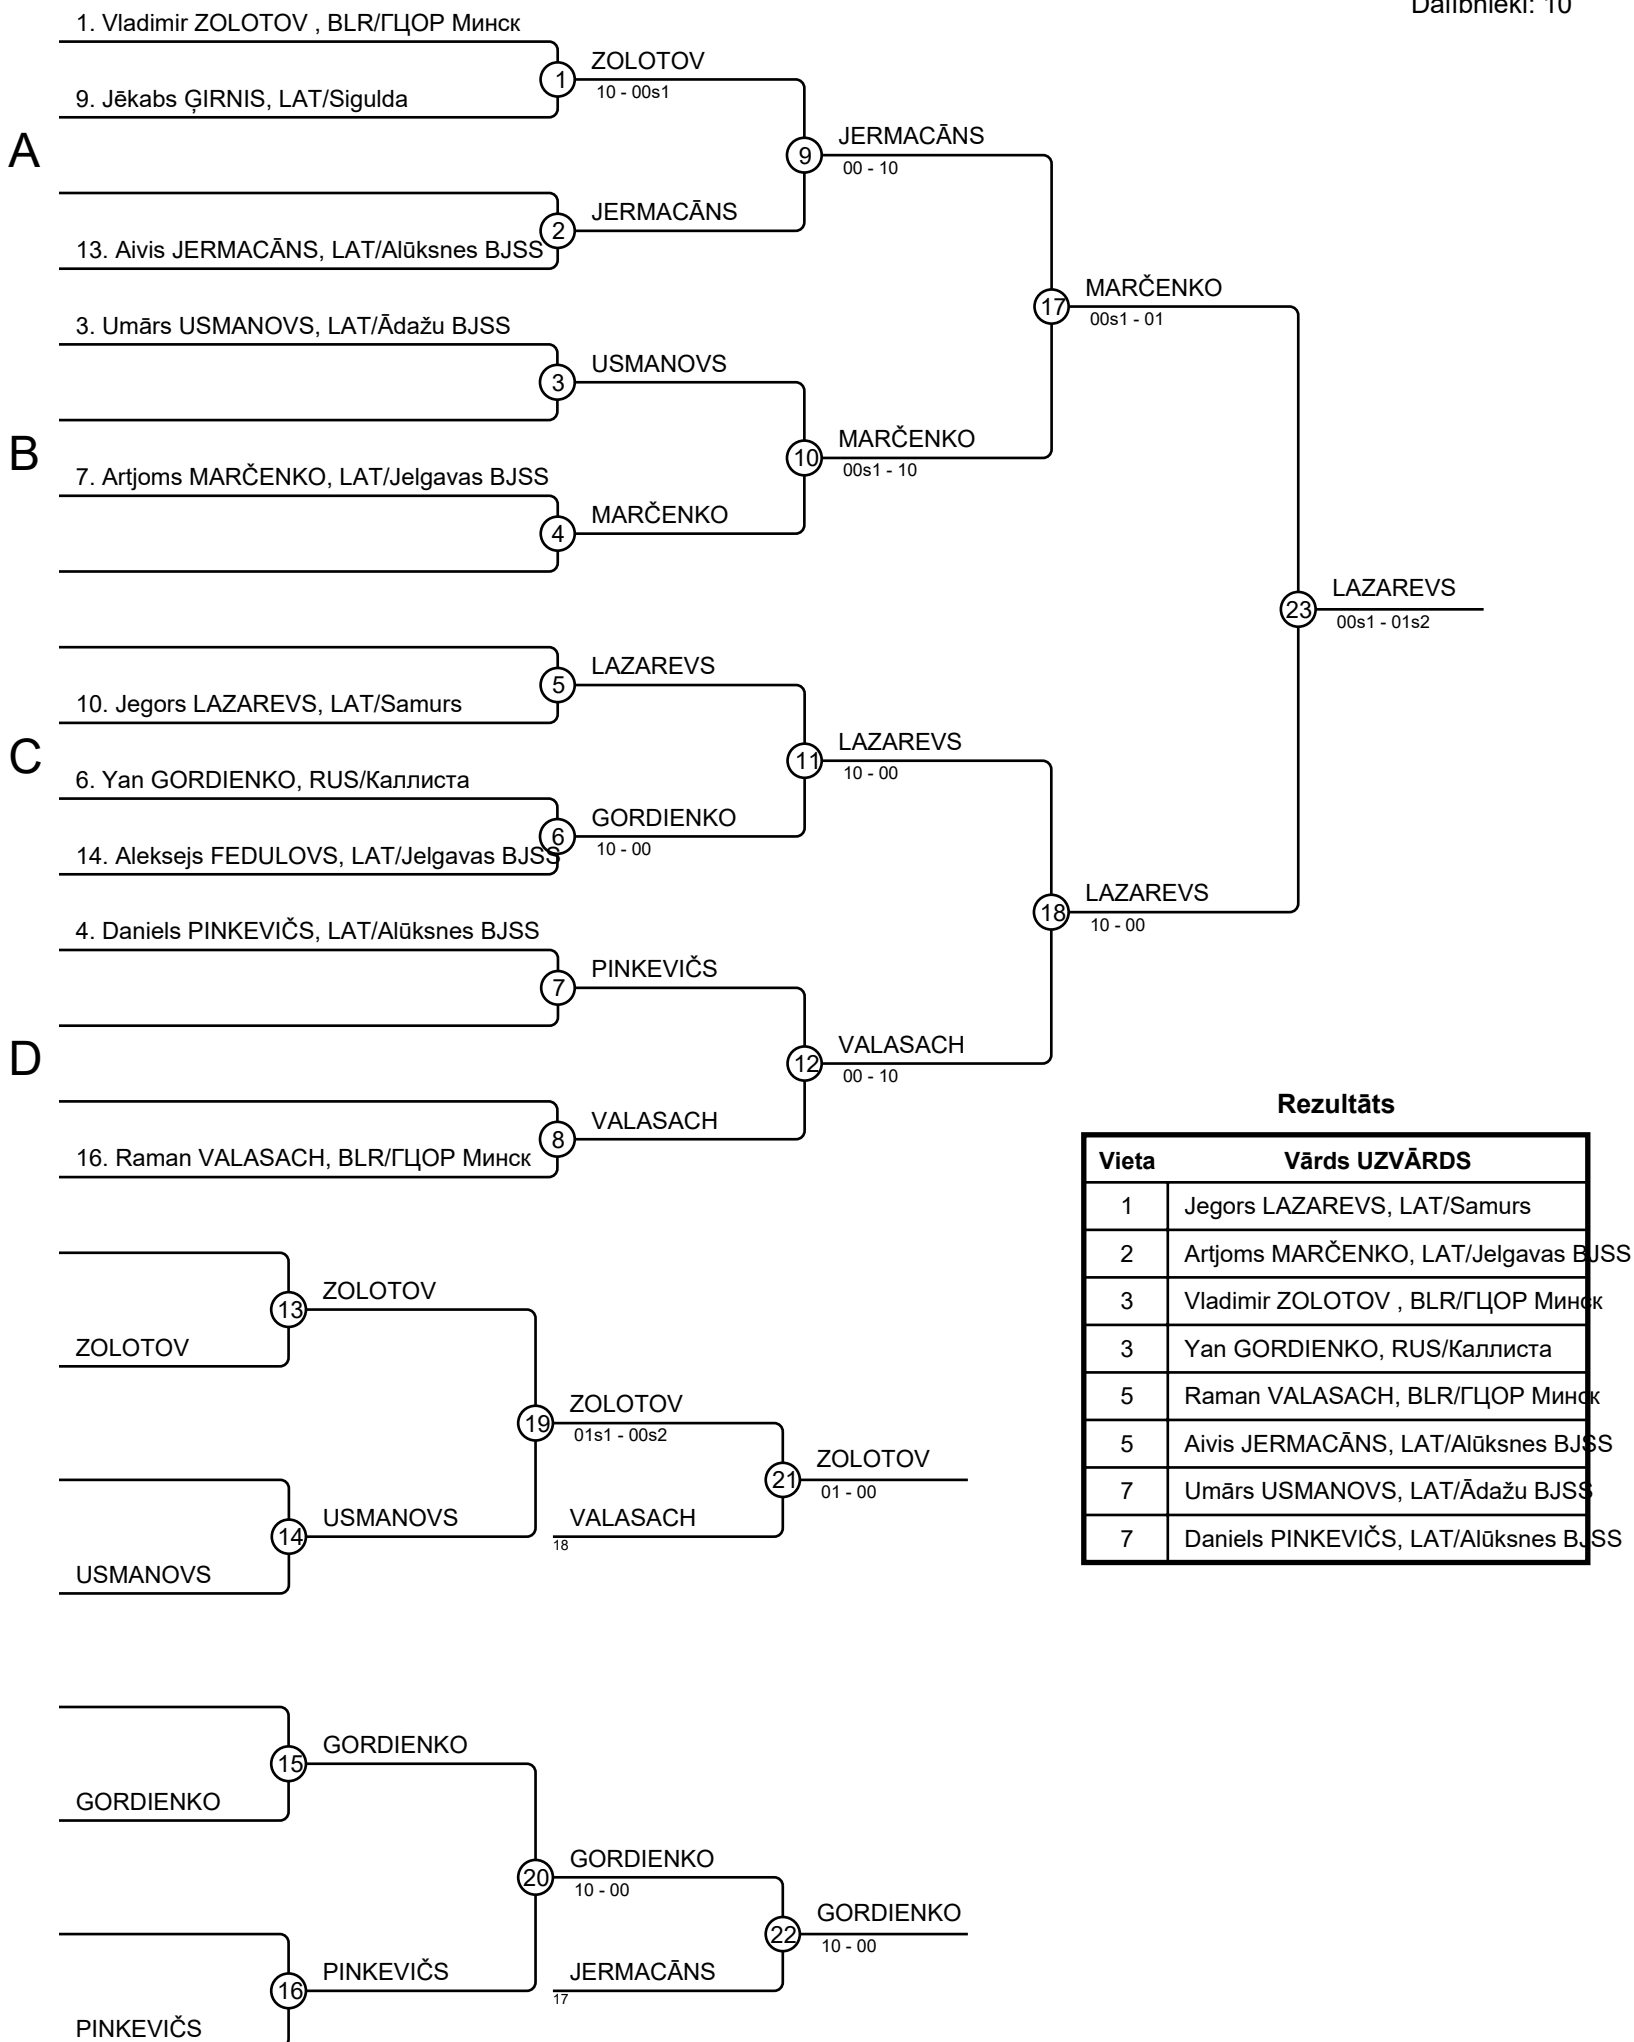 Dalībnieki: 10
1. Vladimir ZOLOTOV , BLR/ГЦОР Минск
1
ZOLOTOV
10 - 00s1
9. Jēkabs ĢIRNIS, LAT/Sigulda
A
9
JERMACĀNS
00 - 10
2
JERMACĀNS
13. Aivis JERMACĀNS, LAT/Alūksnes BJSS
17
MARČENKO
00s1 - 01
3. Umārs USMANOVS, LAT/Ādažu BJSS
3
USMANOVS
B
10
MARČENKO
00s1 - 10
7. Artjoms MARČENKO, LAT/Jelgavas BJSS
4
MARČENKO
23
LAZAREVS
00s1 - 01s2
5
LAZAREVS
10. Jegors LAZAREVS, LAT/Samurs
C
11
LAZAREVS
10 - 00
6. Yan GORDIENKO, RUS/Каллиста
6
GORDIENKO
10 - 00
14. Aleksejs FEDULOVS, LAT/Jelgavas BJSS
18
LAZAREVS
10 - 00
4. Daniels PINKEVIČS, LAT/Alūksnes BJSS
7
PINKEVIČS
D
12
VALASACH
00 - 10
8
VALASACH
16. Raman VALASACH, BLR/ГЦОР Минск
Rezultāts
Vieta Vārds UZVĀRDS
1 Jegors LAZAREVS, LAT/Samurs
2 Artjoms MARČENKO, LAT/Jelgavas BJSS
3 Vladimir ZOLOTOV , BLR/ГЦОР Минск
3 Yan GORDIENKO, RUS/Каллиста
5 Raman VALASACH, BLR/ГЦОР Минск
5 Aivis JERMACĀNS, LAT/Alūksnes BJSS
7 Umārs USMANOVS, LAT/Ādažu BJSS
7 Daniels PINKEVIČS, LAT/Alūksnes BJSS
13
ZOLOTOV
ZOLOTOV
19
ZOLOTOV
01s1 - 00s2
21
ZOLOTOV
01 - 00
14
USMANOVS
VALASACH
18
USMANOVS
15
GORDIENKO
GORDIENKO
20
GORDIENKO
10 - 00
22
GORDIENKO
10 - 00
16
PINKEVIČS
JERMACĀNS
17
PINKEVIČS